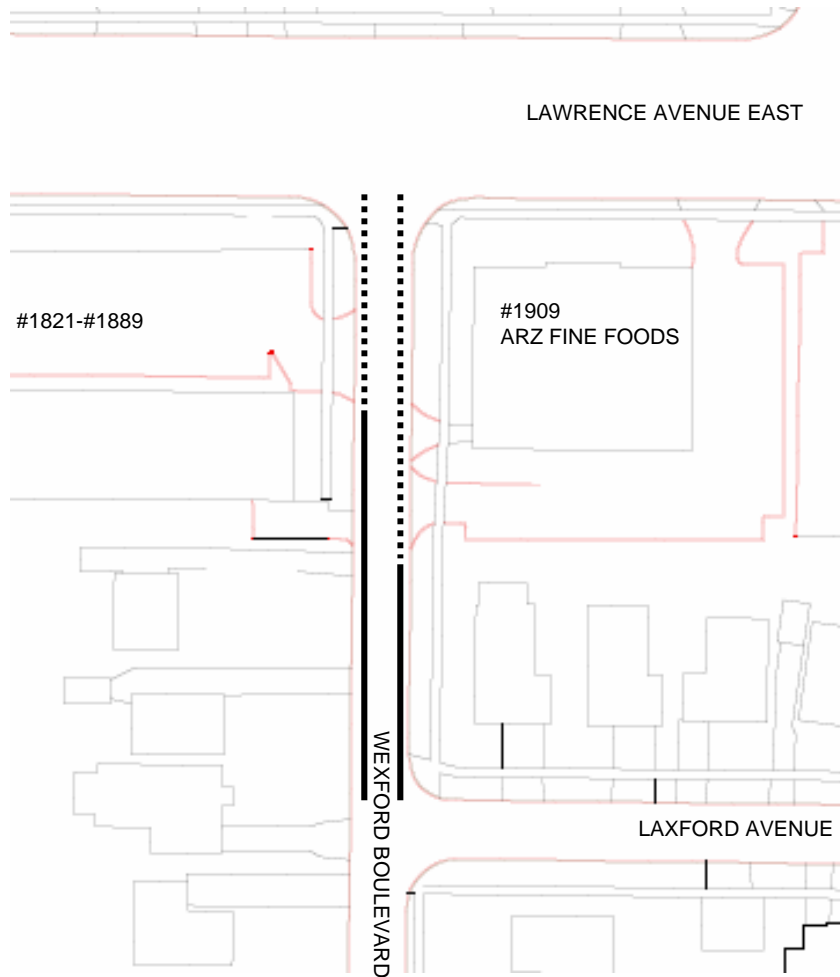 LAWRENCE AVENUE EAST
#1821-#1889
#1909
ARZ FINE FOODS
WEXFORD BOULEVARD
LAXFORD AVENUE